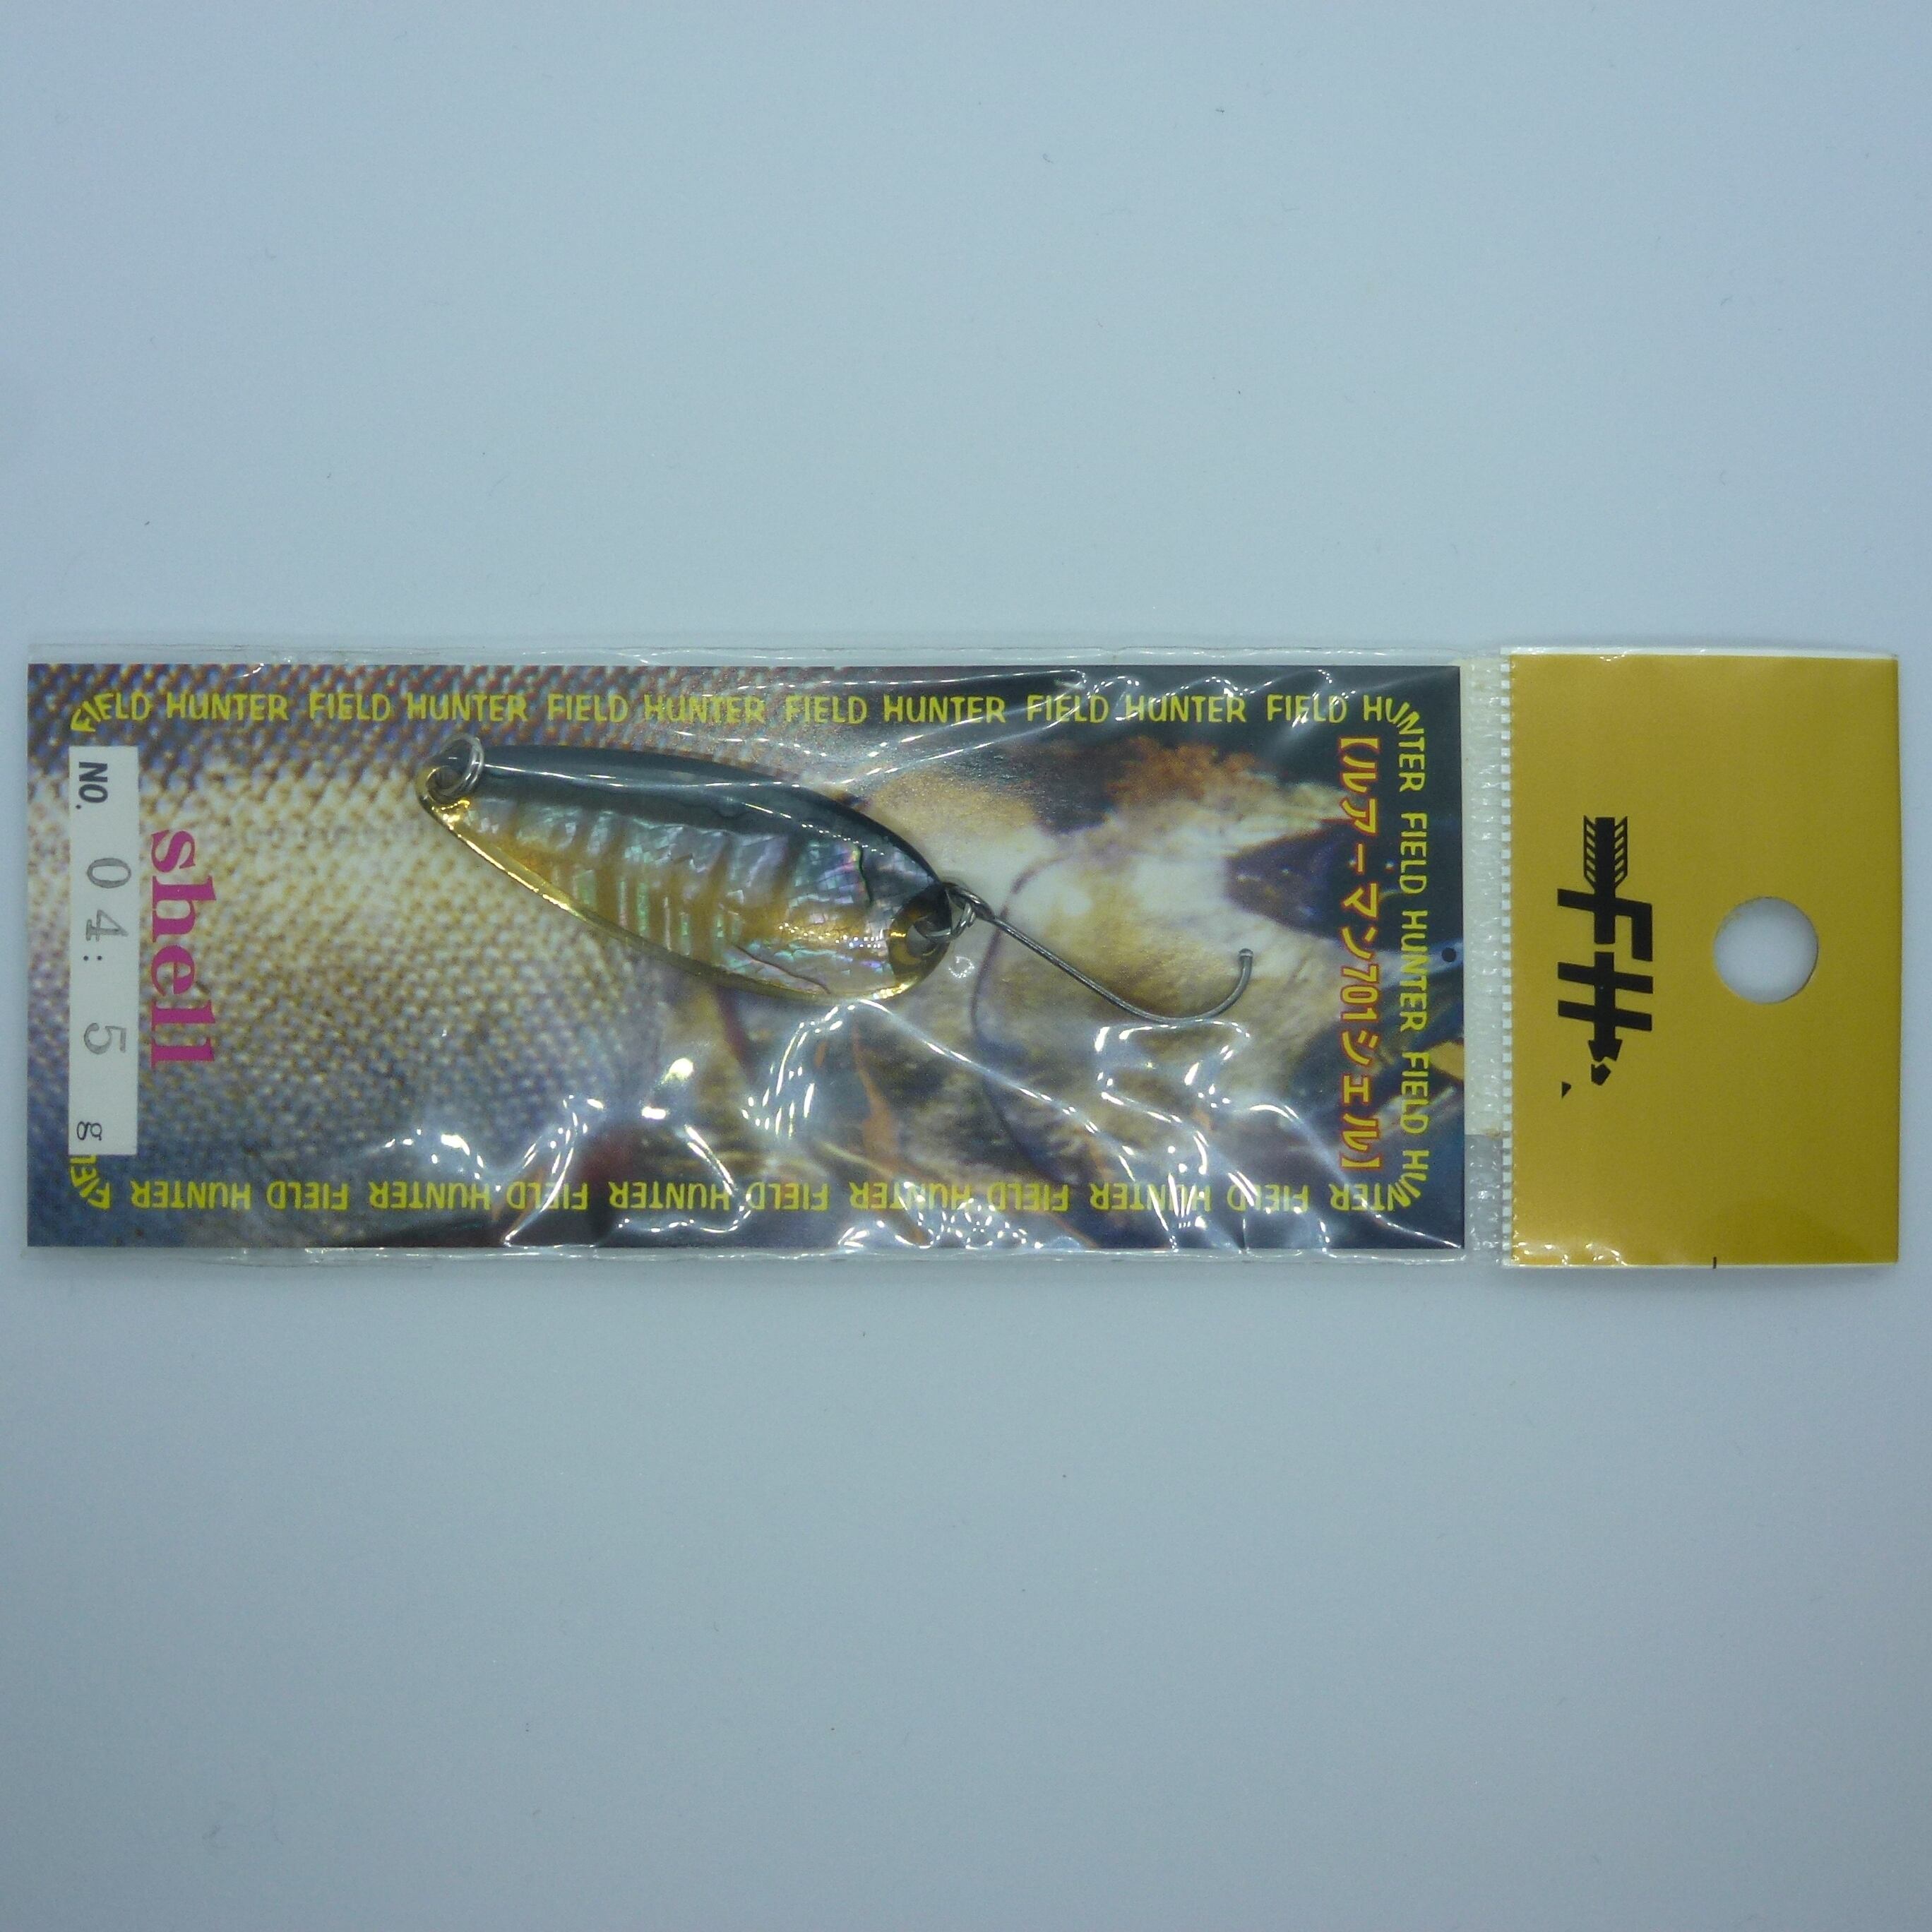 FH
FIELD HUNTER FIELD HUNTER FIELD HUNTER FIELD HUNTER FIELD HUNTER FIELD HUNTER
FIELD HUNTER FIELD HUNTER
FIELD HUNTER FIELD HUNTER FIELD HUNTER FIELD HUNTER FIELD HUNTER
【ルアーマン701シェル】
shell
NO. 04: 5 g